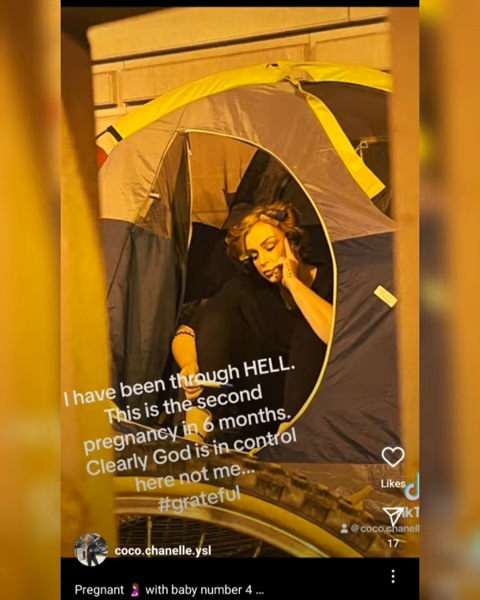 I have been through HELL.
This is the second
pregnancy in 6 months.
Clearly God is in control
here not me...
#grateful
Likes
@coco.chanell
17
coco.chanelle.ysl
Pregnant 🤰 with baby number 4 ...